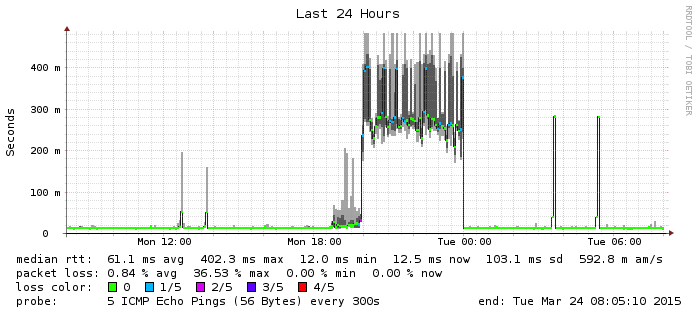 Last 24 Hours
RRDTOOL / TOBI OETIKER
Seconds
400 m
300 m
200 m
100 m
0
Mon 12:00 Mon 18:00 Tue 00:00 Tue 06:00
median rtt: 61.1 ms avg 402.3 ms max 12.0 ms min 12.5 ms now 103.1 ms sd 592.8 m am/s
packet loss: 0.84 % avg 36.53 % max 0.00 % min 0.00 % now
loss color: 0 1/5 2/5 3/5 4/5
probe: 5 ICMP Echo Pings (56 Bytes) every 300s end: Tue Mar 24 08:05:10 2015